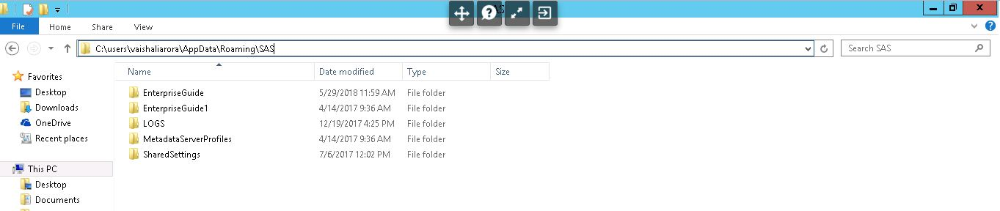 SAS
File Home Share View
C:\users\vaishaliarora\AppData\Roaming\SAS Search SAS
Name Date modified Type Size
Favorites
Desktop EnterpriseGuide 5/29/2018 11:59 AM File folder
Downloads EnterpriseGuide1 4/14/2017 9:36 AM File folder
OneDrive LOGS 12/19/2017 4:25 PM File folder
Recent places MetadataServerProfiles 4/14/2017 9:36 AM File folder
SharedSettings 7/6/2017 12:02 PM File folder
This PC
Desktop
Documents